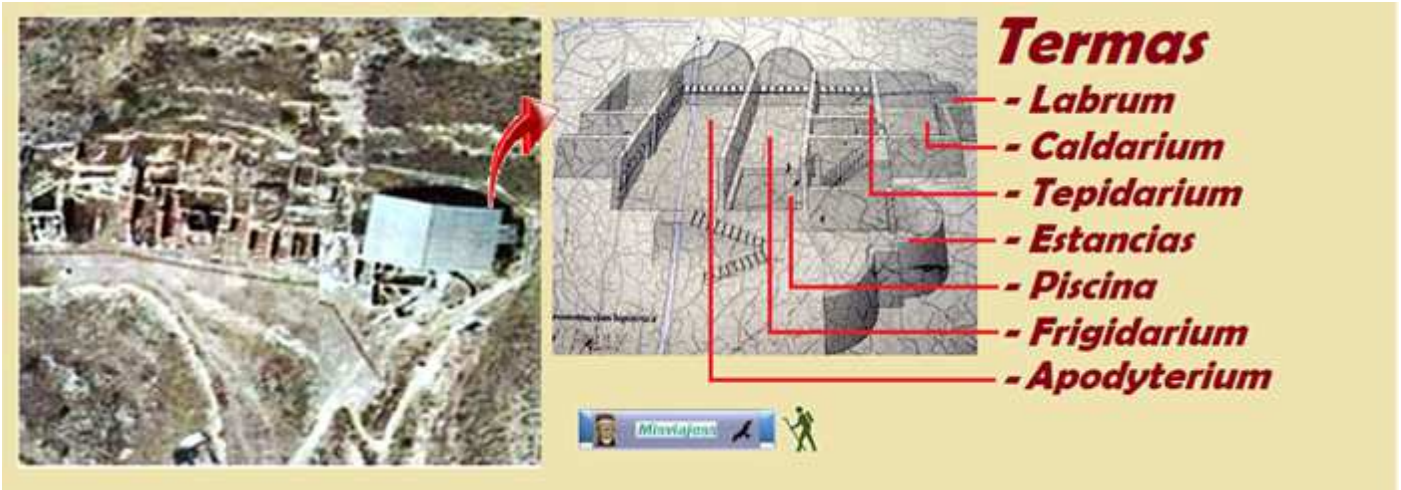 Termas
- Labrum
- Caldarium
- Tepidarium
- Estancias
- Piscina
- Frigidarium
- Apodyterium
Misviajess